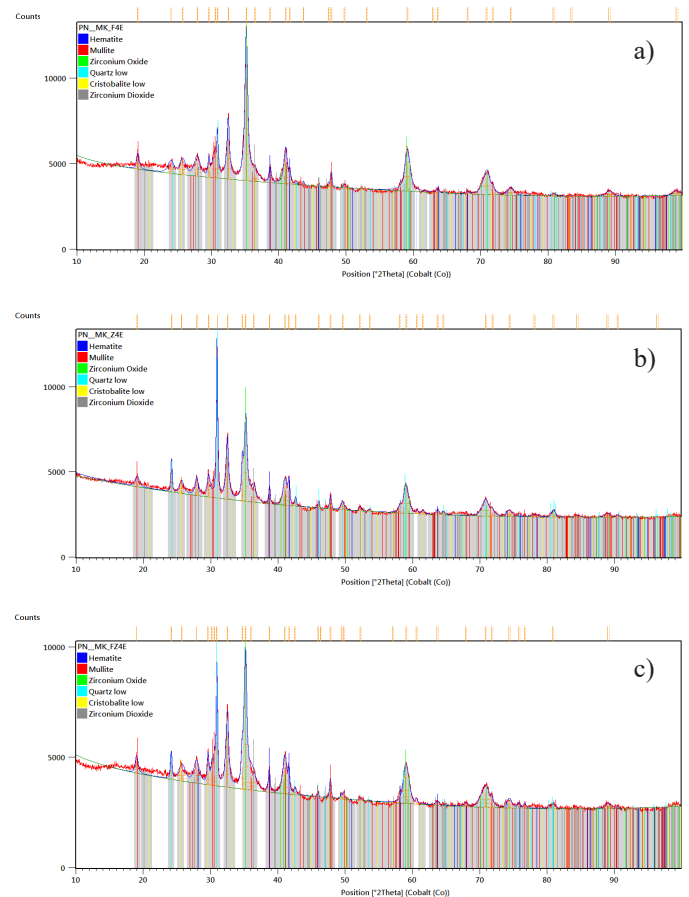 Counts
PN__MK_F4E
Hematite
Mullite
Zirconium Oxide
Quartz low
Cristobalite low
Zirconium Dioxide
a)
10000
5000
0
10 20 30 40 50 60 70 80 90
Position [°2Theta] (Cobalt (Co))
Counts
PN__MK_Z4E
Hematite
Mullite
Zirconium Oxide
Quartz low
Cristobalite low
Zirconium Dioxide
b)
10000
5000
0
10 20 30 40 50 60 70 80 90
Position [°2Theta] (Cobalt (Co))
Counts
10000
PN__MK_FZ4E
Hematite
Mullite
Zirconium Oxide
Quartz low
Cristobalite low
Zirconium Dioxide
c)
5000
0
10 20 30 40 50 60 70 80 90
Position [°2Theta] (Cobalt (Co))